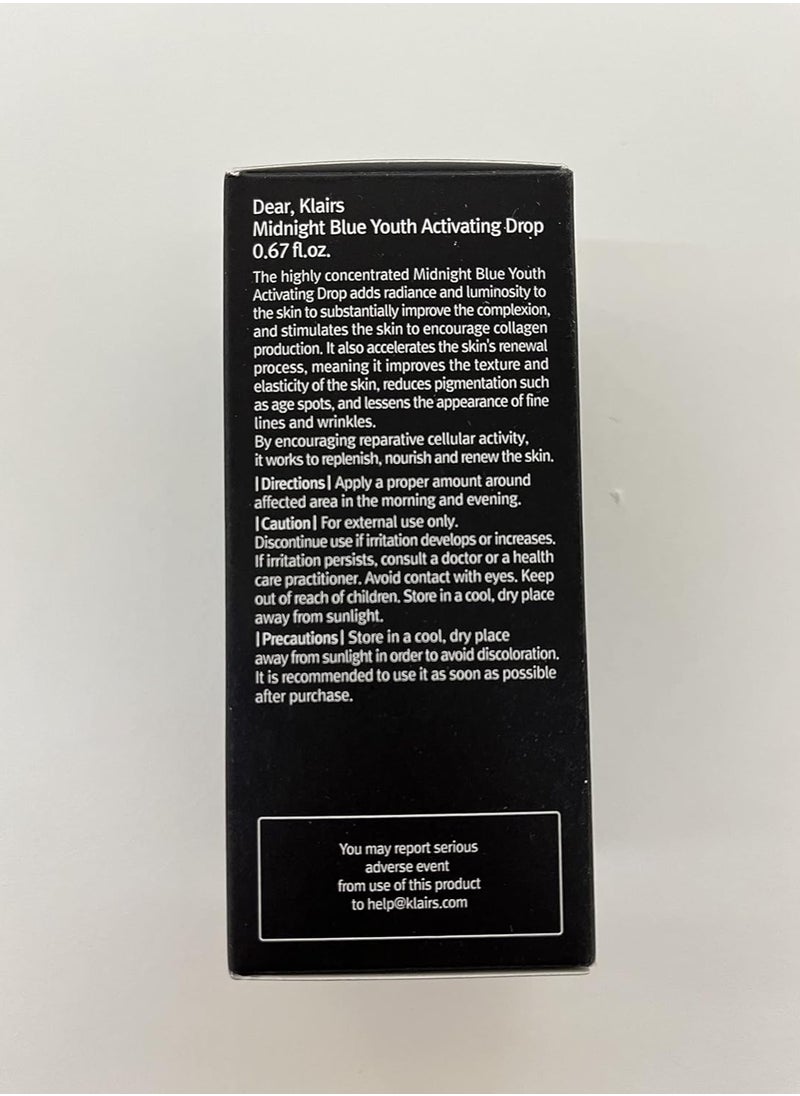 Dear, Klairs
Midnight Blue Youth Activating Drop
0.67 fl.oz.
The highly concentrated Midnight Blue Youth
Activating Drop adds radiance and luminosity to
the skin to substantially improve the complexion,
and stimulates the skin to encourage collagen
production. It also accelerates the skin's renewal
process, meaning it improves the texture and
elasticity of the skin, reduces pigmentation such
as age spots, and lessens the appearance of fine
lines and wrinkles.
By encouraging reparative cellular activity,
it works to replenish, nourish and renew the skin.
|Directions| Apply a proper amount around
affected area in the morning and evening.
|Caution| For external use only.
Discontinue use if irritation develops or increases.
If irritation persists, consult a doctor or a health
care practitioner. Avoid contact with eyes. Keep
out of reach of children. Store in a cool, dry place
away from sunlight.
|Precautions| Store in a cool, dry place
away from sunlight in order to avoid discoloration.
It is recommended to use it as soon as possible
after purchase.
You may report serious
adverse event
from use of this product
to help@klairs.com